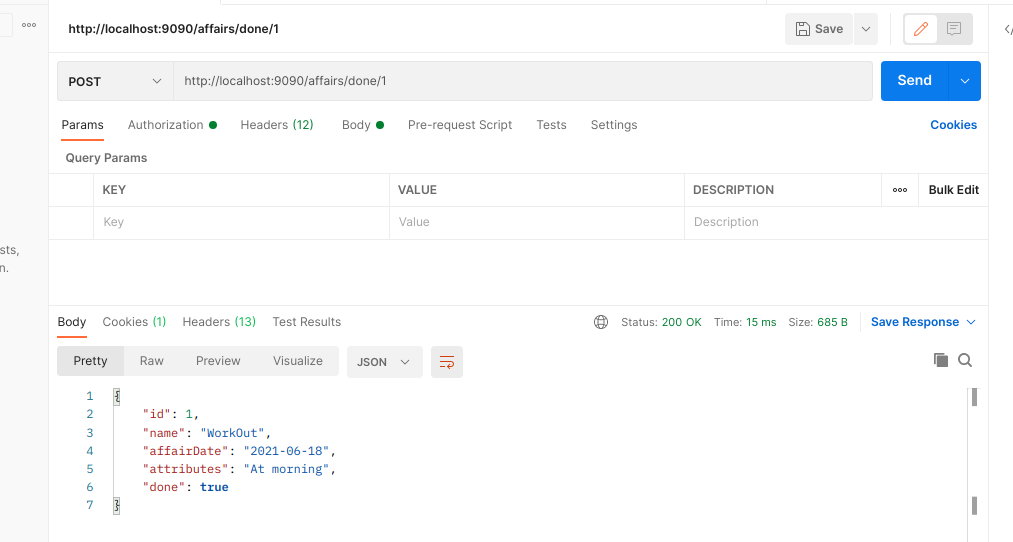 http://localhost:9090/affairs/done/1
Save
POST
http://localhost:9090/affairs/done/1
Send
Params Authorization Headers (12) Body Pre-request Script Tests Settings Cookies
Query Params
KEY VALUE DESCRIPTION Bulk Edit
Key Value Description
sts,
n.
Body Cookies (1) Headers (13) Test Results Status: 200 OK Time: 15 ms Size: 685 B Save Response
Pretty Raw Preview Visualize JSON
1 {
2 "id": 1,
3 "name": "WorkOut",
4 "affairDate": "2021-06-18",
5 "attributes": "At morning",
6 "done": true
7 }